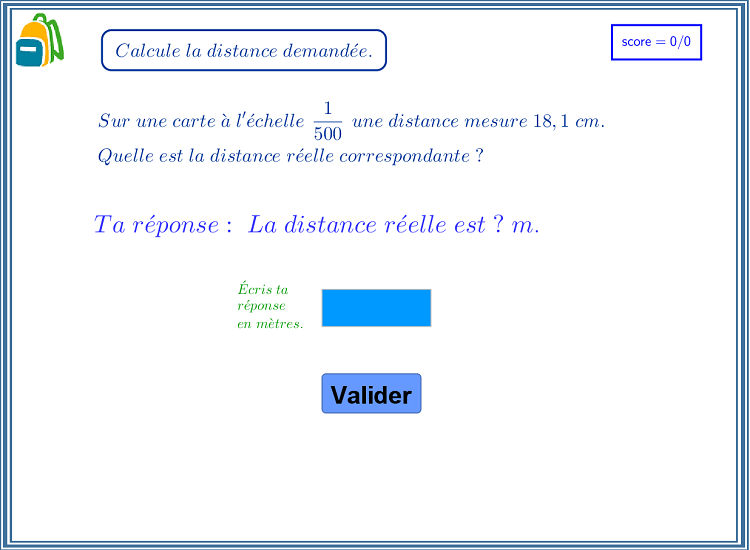 Calcule la distance demandée.
score = 0/0
Sur une carte à l'échelle 1/500 une distance mesure 18,1 cm.
Quelle est la distance réelle correspondante ?
Ta réponse : La distance réelle est ? m.
Écris ta
réponse
en mètres.
Valider